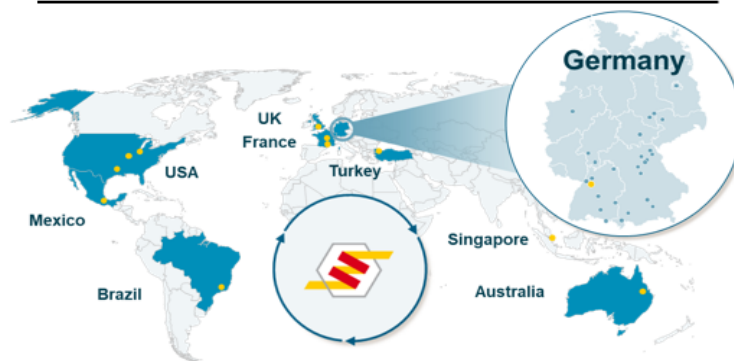 Germany
UK
France
USA
Turkey
Mexico
Singapore
Brazil
Australia